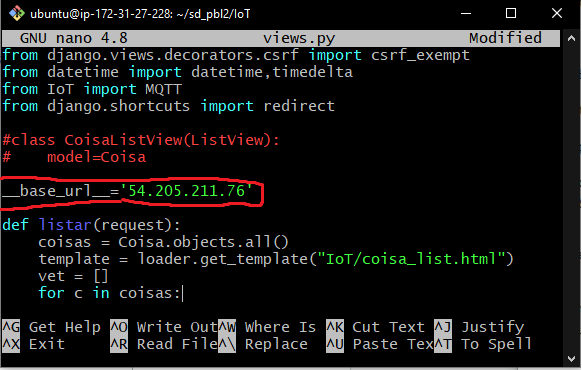 ubuntu@ip-172-31-27-228: ~/sd_pbl2/IoT
GNU nano 4.8 views.py Modified
from django.views.decorators.csrf import csrf_exempt
from datetime import datetime,timedelta
from IoT import MQTT
from django.shortcuts import redirect
#class CoisaListView(ListView):
#    model=Coisa
__base_url__='54.205.211.76'
def listar(request):
    coisas = Coisa.objects.all()
    template = loader.get_template("IoT/coisa_list.html")
    vet = []
    for c in coisas:
^G Get Help ^O Write Out^W Where Is ^K Cut Text ^J Justify
^X Exit ^R Read File^\ Replace ^U Paste Tex^T To Spell